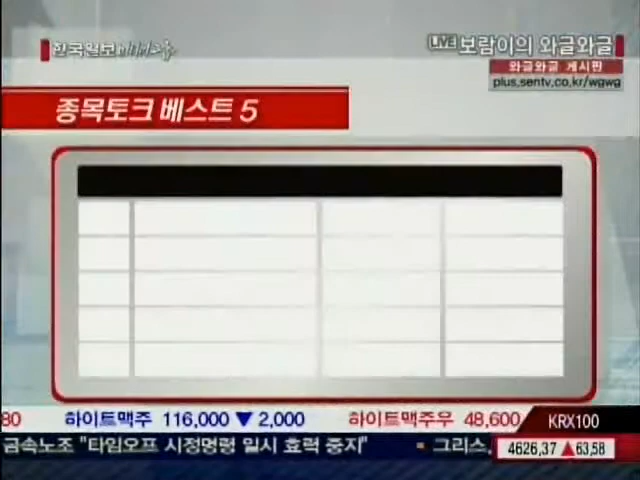 한국일보
LIVE 보람이의 와글와글
와글와글 게시판
plus.sentv.co.kr/wgwg
종목토크 베스트 5
80 하이트맥주 116,000 ▼ 2,000 하이트맥주우 48,600 KRX100
금속노조 "타임오프 시정명령 일시 효력 중지" ▪ 그리스, 4626.37 ▲63.58